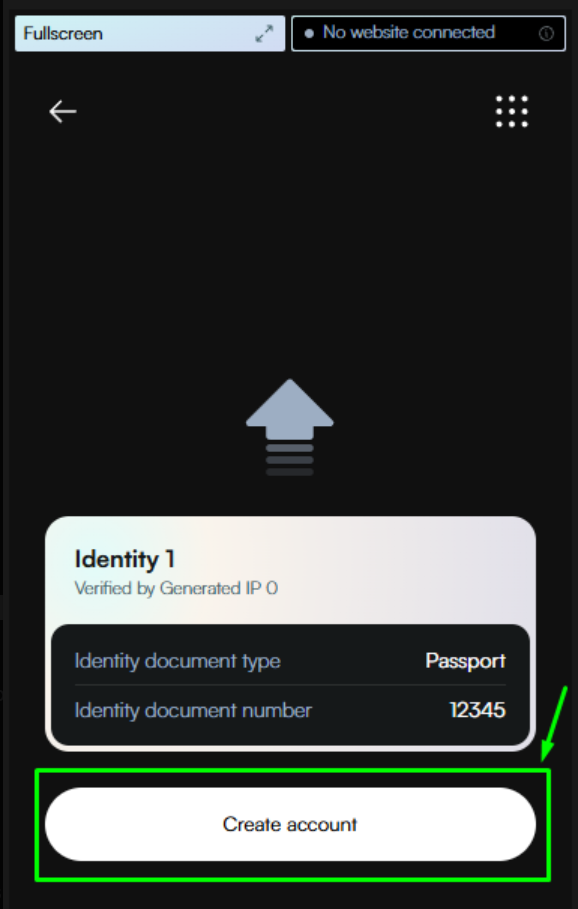 Fullscreen
No website connected
Identity 1
Verified by Generated IP 0
Identity document type Passport
Identity document number 12345
Create account